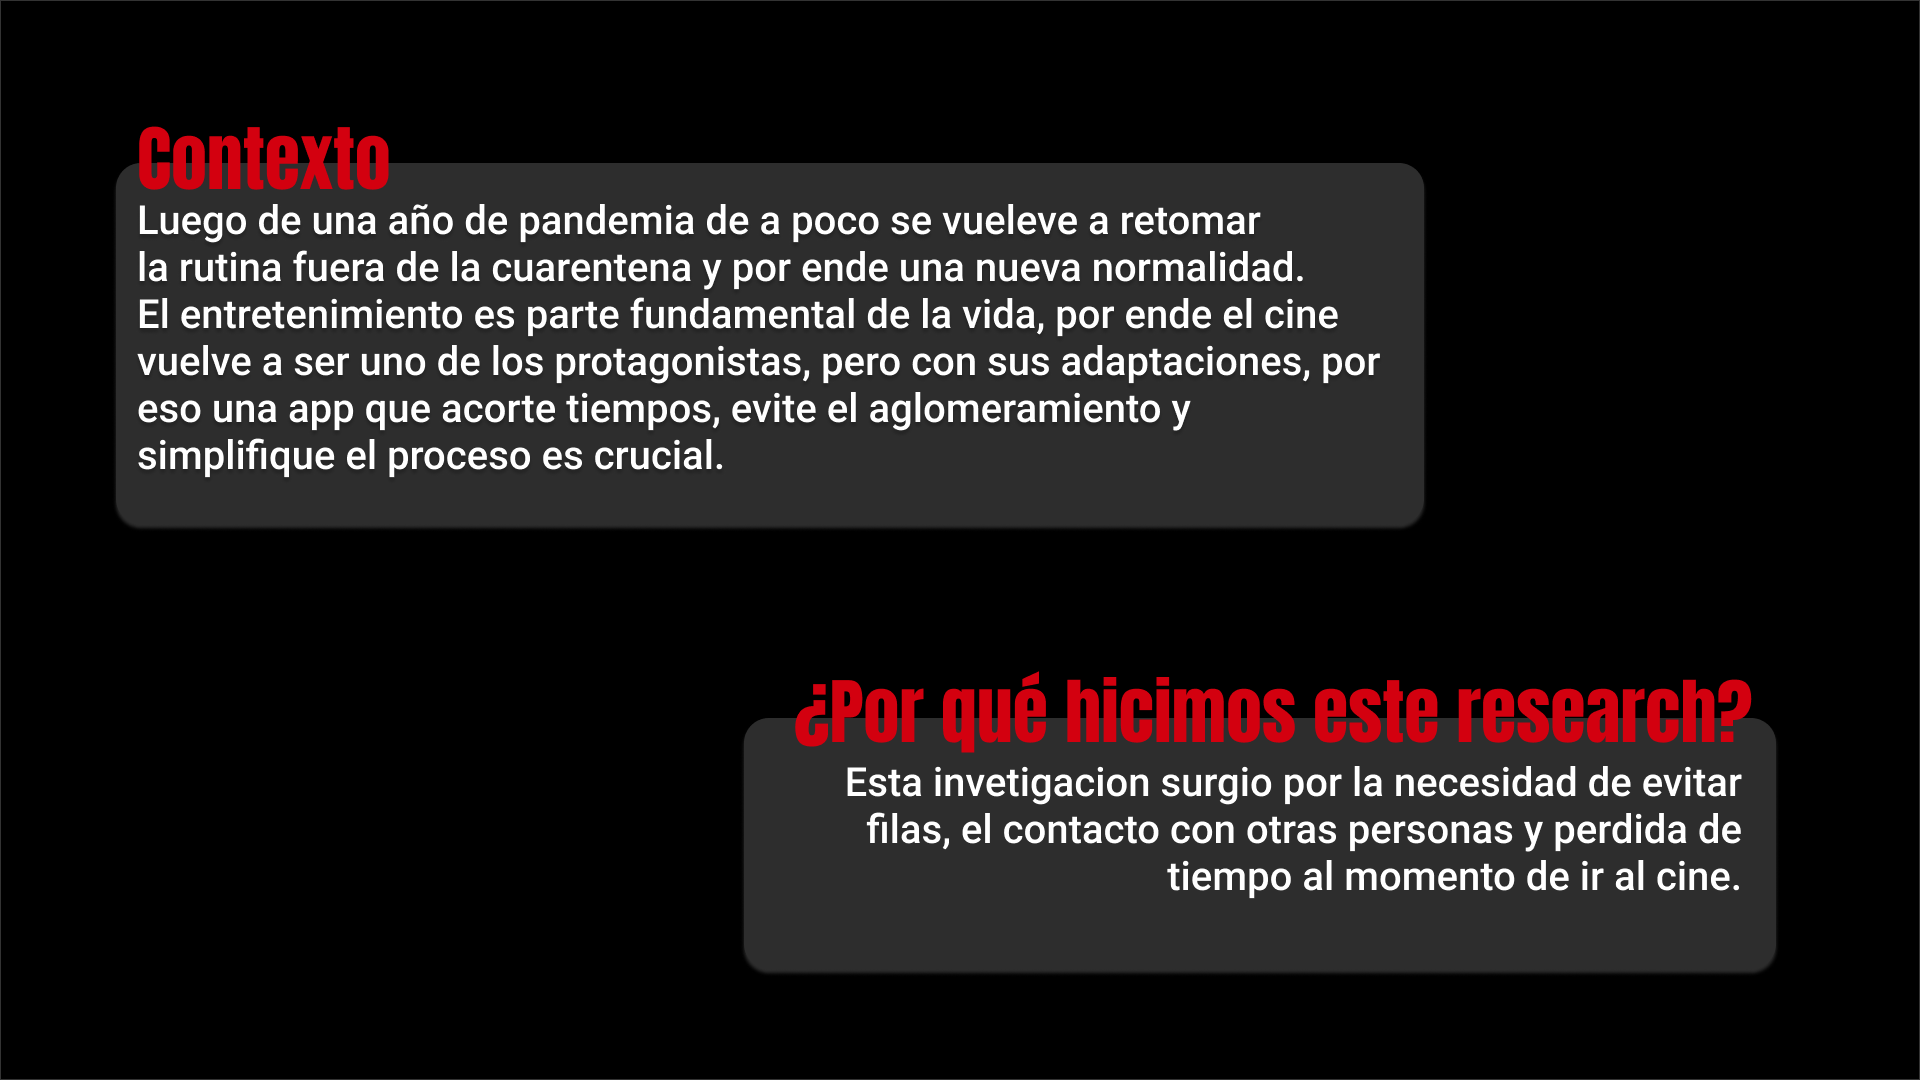 Contexto
Luego de una año de pandemia de a poco se vueleve a retomar
la rutina fuera de la cuarentena y por ende una nueva normalidad.
El entretenimiento es parte fundamental de la vida, por ende el cine
vuelve a ser uno de los protagonistas, pero con sus adaptaciones, por
eso una app que acorte tiempos, evite el aglomeramiento y
simplifique el proceso es crucial.
¿Por qué hicimos este research?
Esta invetigacion surgio por la necesidad de evitar
filas, el contacto con otras personas y perdida de
tiempo al momento de ir al cine.